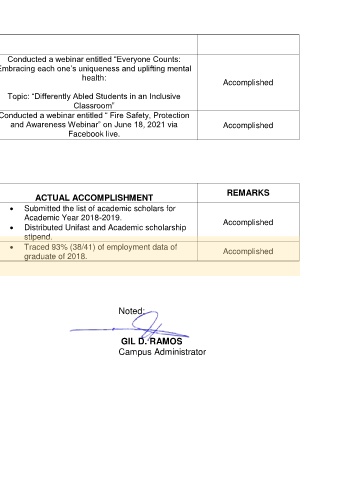 Conducted a webinar entitled "Everyone Counts:
Embracing each one's uniqueness and uplifting mental
health:
Topic: "Differently Abled Students in an Inclusive
Classroom"
Accomplished
Conducted a webinar entitled " Fire Safety, Protection
and Awareness Webinar" on June 18, 2021 via
Facebook live.
Accomplished
ACTUAL ACCOMPLISHMENT
REMARKS
• Submitted the list of academic scholars for
Academic Year 2018-2019.
• Distributed Unifast and Academic scholarship
stipend.
Accomplished
• Traced 93% (38/41) of employment data of
graduate of 2018.
Accomplished
Noted:
GIL D. RAMOS
Campus Administrator